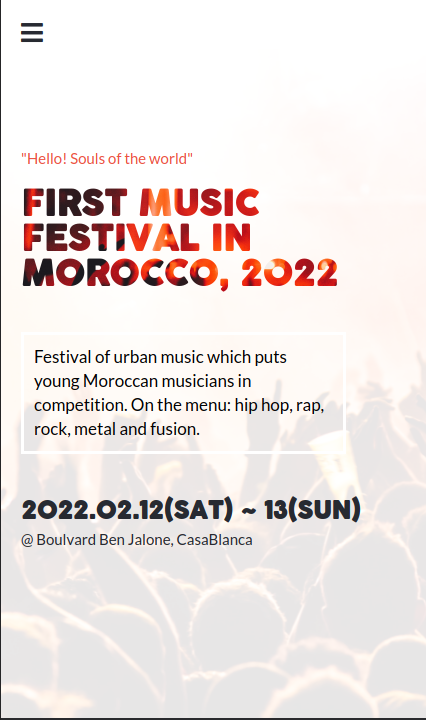 "Hello! Souls of the world"
FIRST MUSIC
FESTIVAL IN
MOROCCO, 2022
Festival of urban music which puts
young Moroccan musicians in
competition. On the menu: hip hop, rap,
rock, metal and fusion.
2022.02.12(SAT) ~ 13(SUN)
@ Boulvard Ben Jalone, CasaBlanca